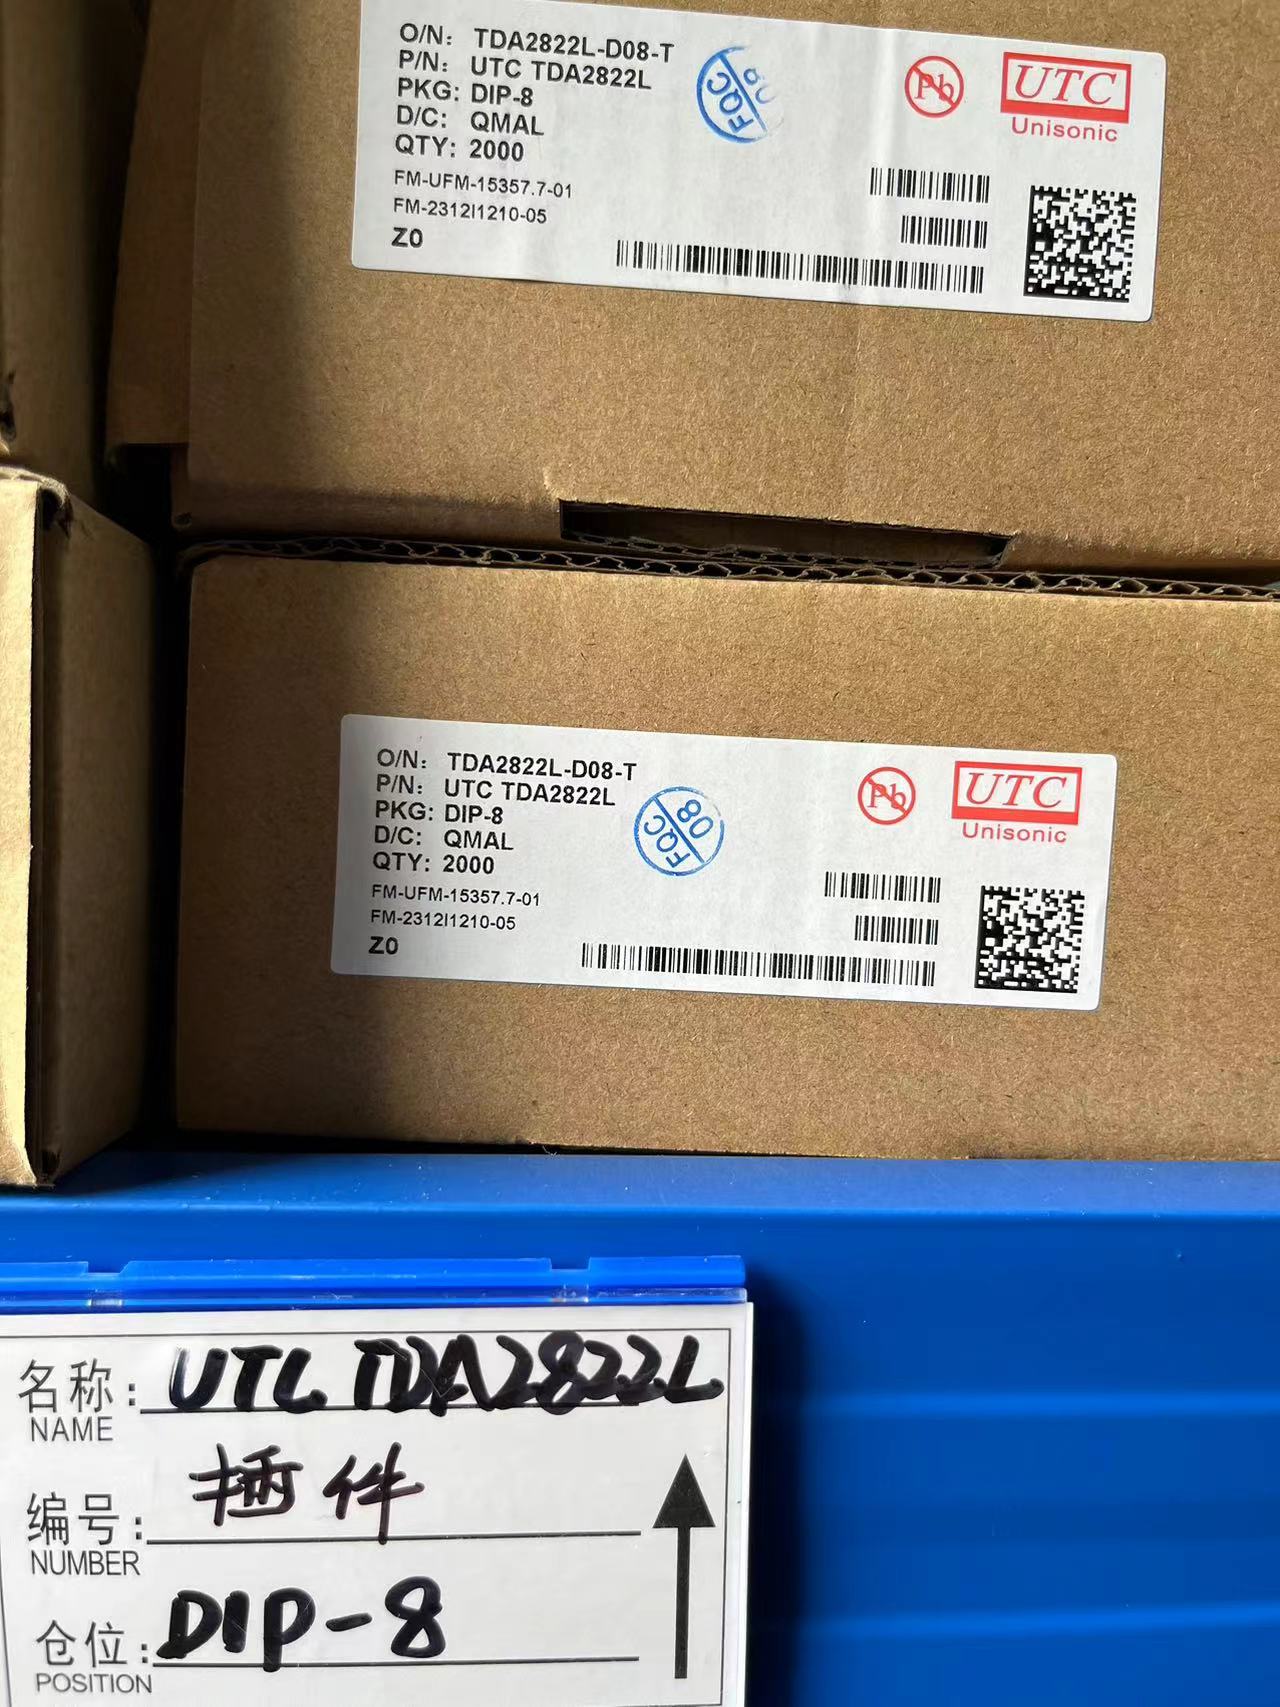 O/N: TDA2822L-D08-T
P/N: UTC TDA2822L
PKG: DIP-8
D/C: QMAL
QTY: 2000
FM-UFM-15357.7-01
FM-2312I1210-05
Z0
FQC 08
Pb
UTC
Unisonic
O/N: TDA2822L-D08-T
P/N: UTC TDA2822L
PKG: DIP-8
D/C: QMAL
QTY: 2000
FM-UFM-15357.7-01
FM-2312I1210-05
Z0
FQC 08
Pb
UTC
Unisonic
名称: UTC TDA2822L
NAME
插件
编号:
NUMBER
仓位: DIP-8
POSITION